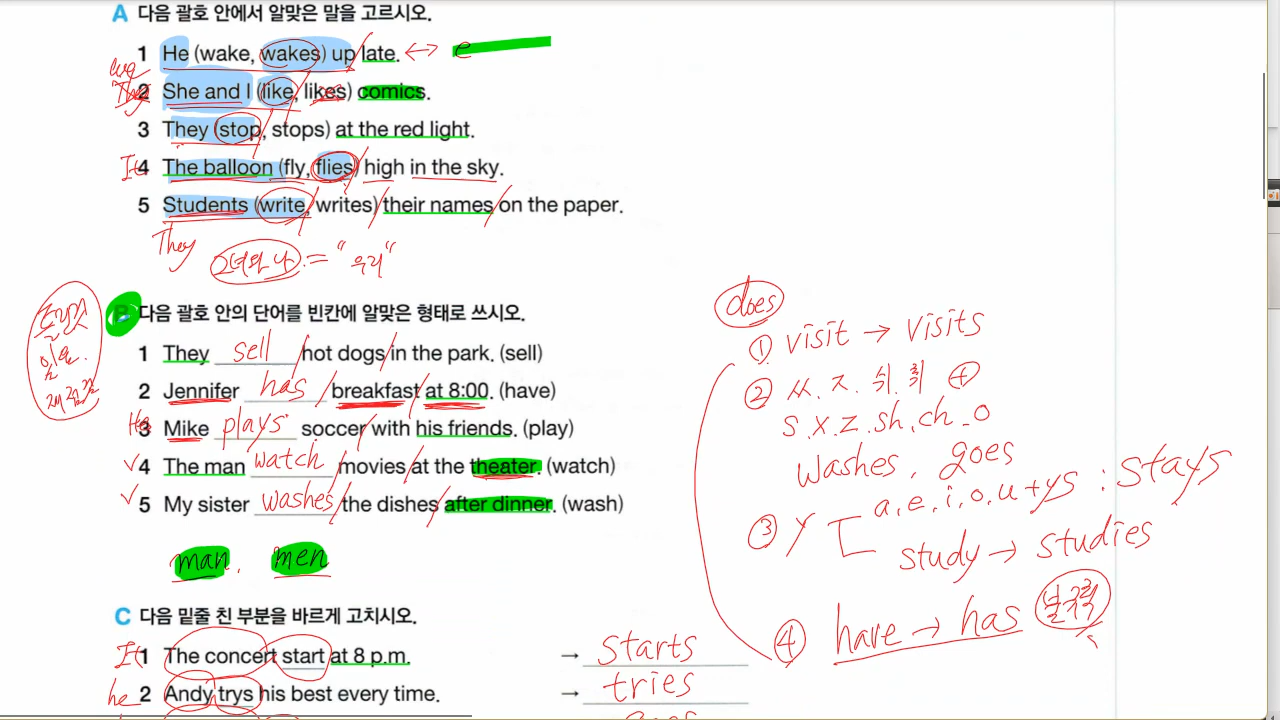 A 다음 괄호 안에서 알맞은 말을 고르시오.
1 He (wake, wakes) up late. ↔ e
2 She and I (like, likes) comics.
3 They (stop, stops) at the red light.
It 4 The balloon (fly, flies) high in the sky.
5 Students (write, writes) their names on the paper.
They 그녀와 나 = "우리"
B 다음 괄호 안의 단어를 빈칸에 알맞은 형태로 쓰시오.
1 They sell hot dogs in the park. (sell)
2 Jennifer has breakfast at 8:00. (have)
He 3 Mike plays soccer with his friends. (play)
✓ 4 The man watch movies at the theater. (watch)
✓ 5 My sister washes the dishes after dinner. (wash)
man. men
C 다음 밑줄 친 부분을 바르게 고치시오.
It 1 The concert start at 8 p.m. → starts
he 2 Andy trys his best every time. → tries
does
① visit → visits
② ㅆ. ㅈ. 쉬. 취 +
s. x. z. sh. ch. o
washes, goes
③ y a, e, i, o, u + ys : stays
study → studies
④ have → has 불규칙